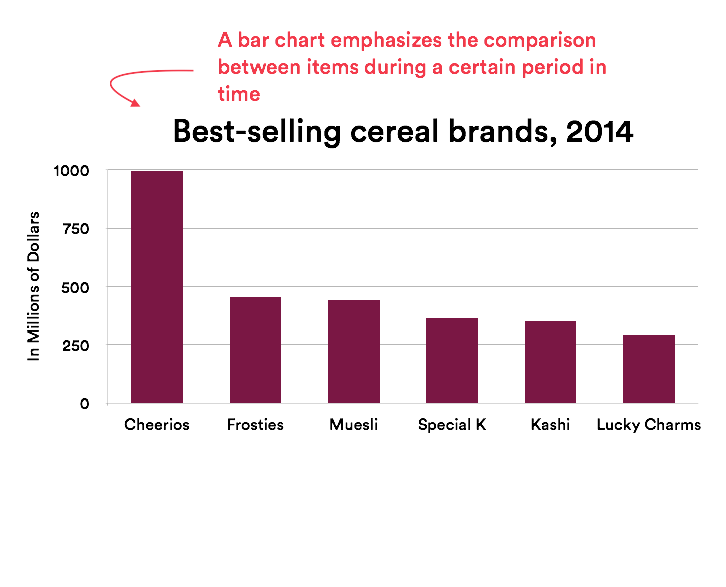 A bar chart emphasizes the comparison
between items during a certain period in
time
Best-selling cereal brands, 2014
In Millions of Dollars
1000
750
500
250
0
Cheerios Frosties Muesli Special K Kashi Lucky Charms